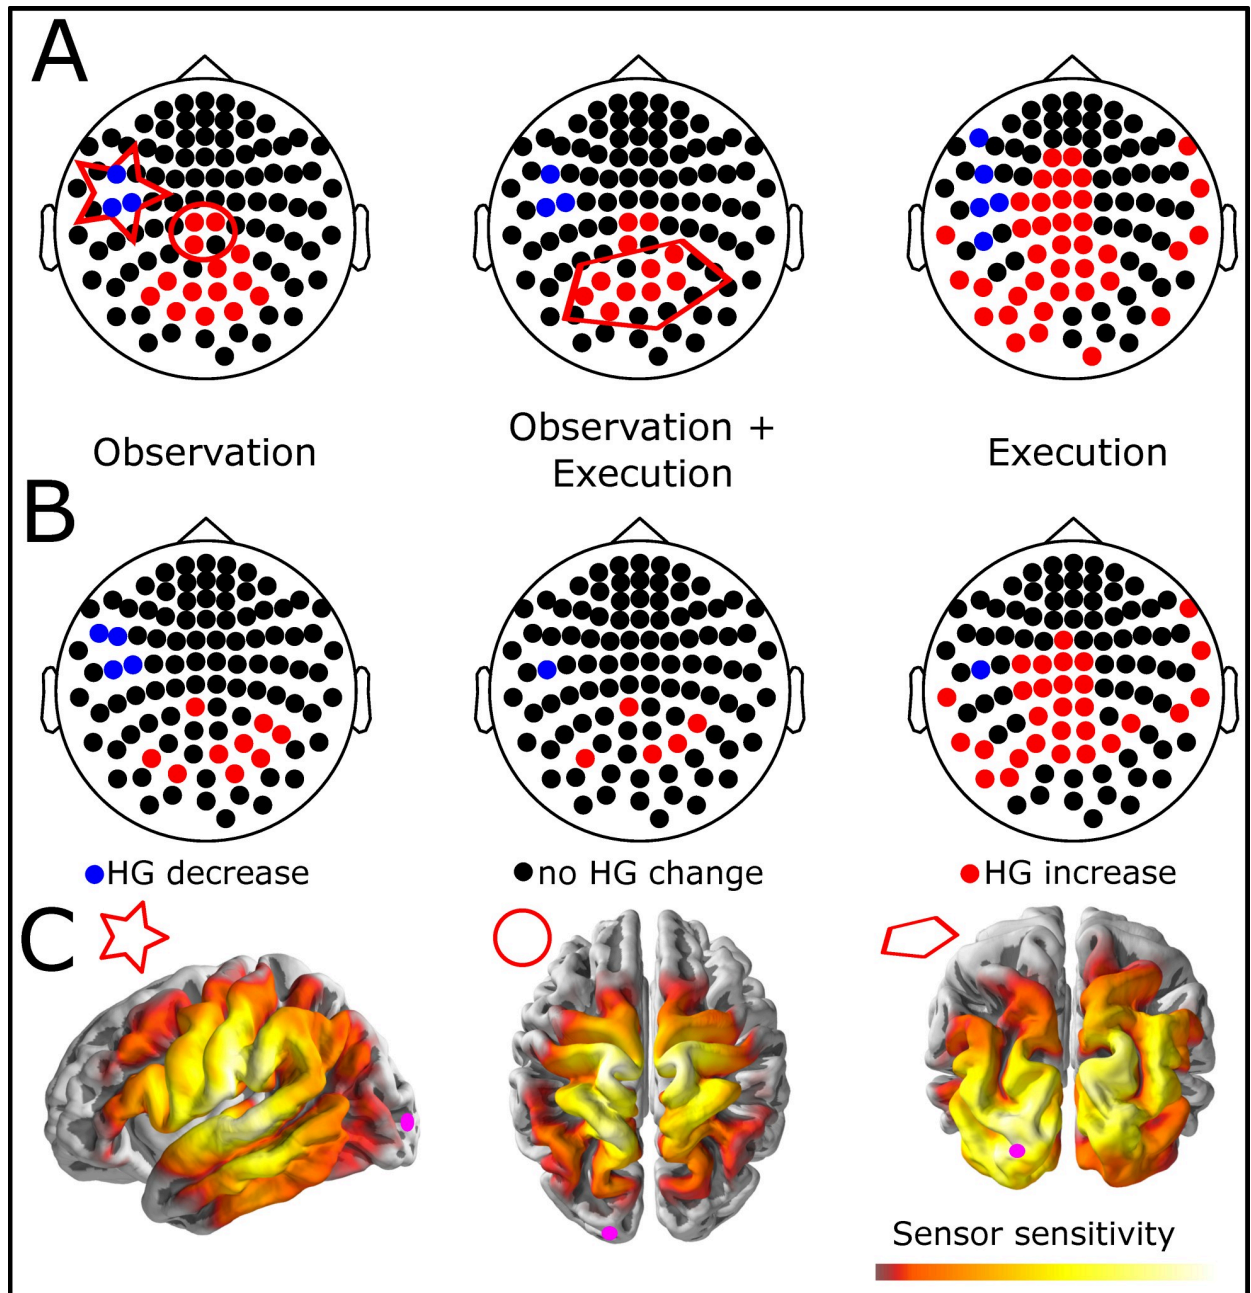 A
Observation
Observation +
Execution
Execution
B
HG decrease
no HG change
HG increase
C
Sensor sensitivity